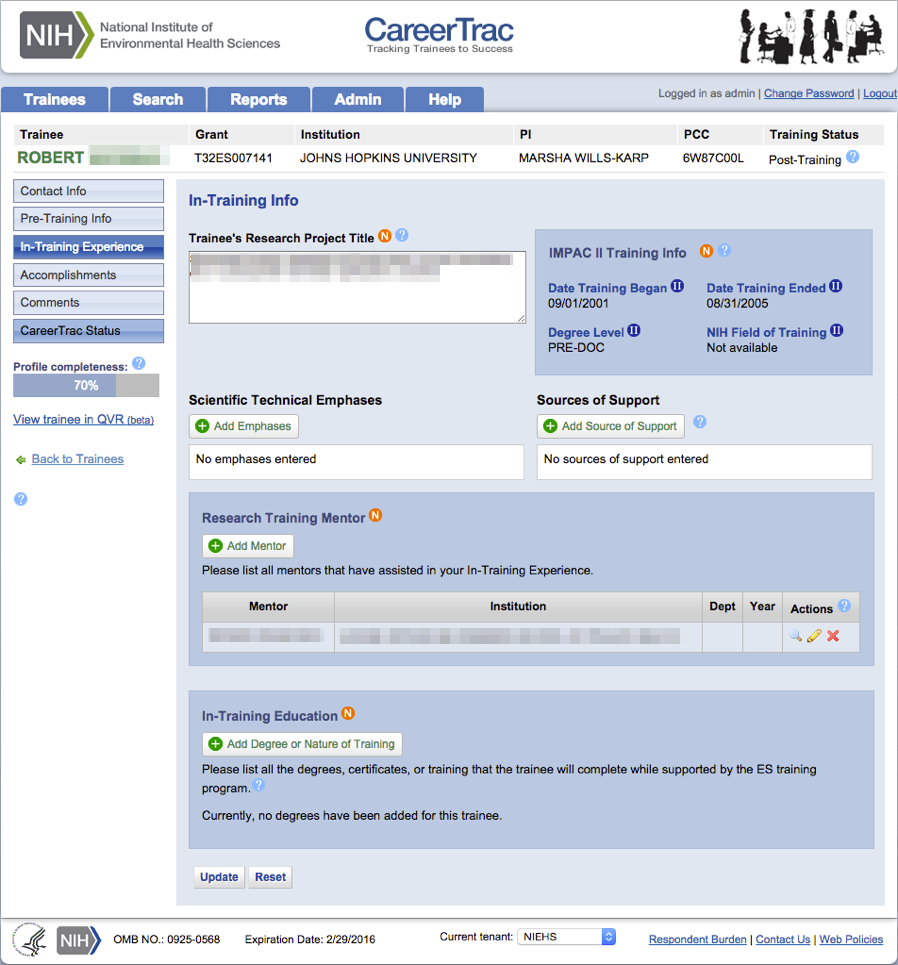 NIH
National Institute of
Environmental Health Sciences
CareerTrac
Tracking Trainees to Success
Trainees Search Reports Admin Help
Logged in as admin | Change Password | Logout
Trainee Grant Institution PI PCC Training Status
ROBERT T32ES007141 JOHNS HOPKINS UNIVERSITY MARSHA WILLS-KARP 6W87C00L Post-Training ?
Contact Info
Pre-Training Info
In-Training Experience
Accomplishments
Comments
CareerTrac Status
Profile completeness: ?
70%
View trainee in QVR (beta)
Back to Trainees
?
In-Training Info
Trainee's Research Project Title N ?
IMPAC II Training Info N ?
Date Training Began II Date Training Ended II
09/01/2001 08/31/2005
Degree Level II NIH Field of Training II
PRE-DOC Not available
Scientific Technical Emphases
Add Emphases
No emphases entered
Sources of Support
Add Source of Support ?
No sources of support entered
Research Training Mentor N
Add Mentor
Please list all mentors that have assisted in your In-Training Experience.
Mentor Institution Dept Year Actions ?
In-Training Education N
Add Degree or Nature of Training
Please list all the degrees, certificates, or training that the trainee will complete while supported by the ES training
program. ?
Currently, no degrees have been added for this trainee.
Update Reset
NIH OMB NO.: 0925-0568 Expiration Date: 2/29/2016 Current tenant: NIEHS Respondent Burden | Contact Us | Web Policies